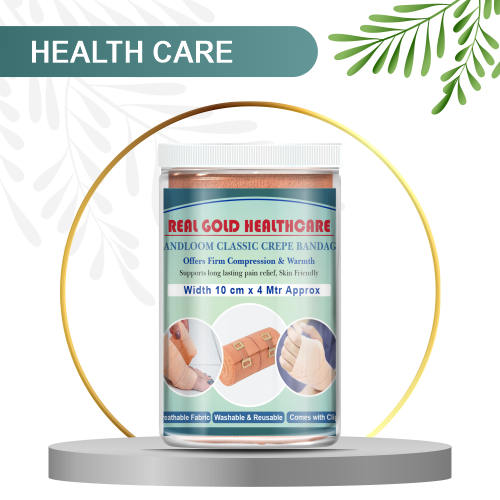 HEALTH CARE
REAL GOLD HEALTHCARE
ANDLOOM CLASSIC CREPE BANDAG
Offers Firm Compression & Warmth
Supports long lasting pain relief, Skin Friendly
Width 10 cm x 4 Mtr Approx
eathable Fabric Washable & Reusable Comes with Cli